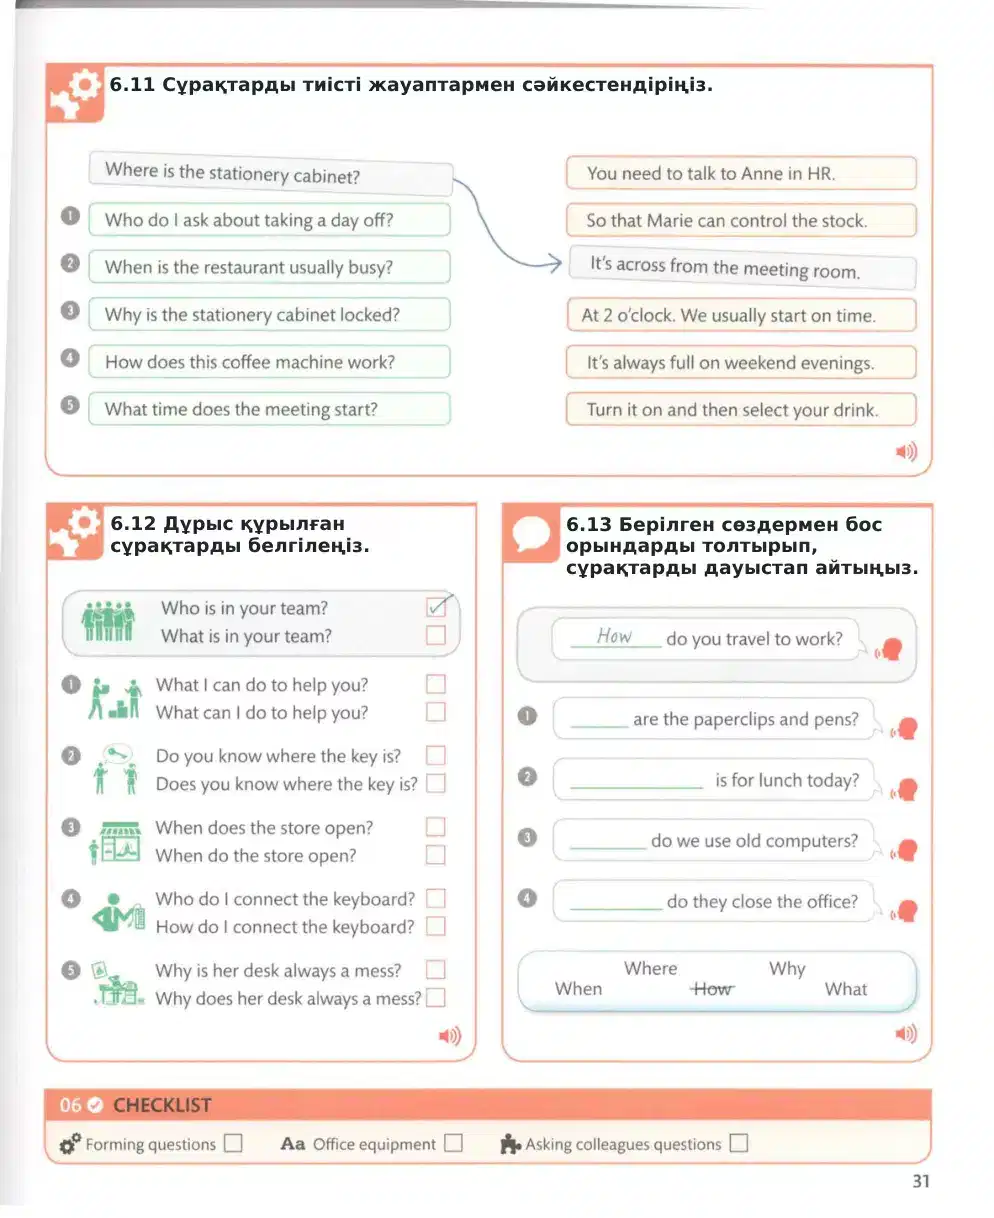 6.11 Сұрақтарды тиісті жауаптармен сәйкестендіріңіз.
Where is the stationery cabinet?
1 Who do I ask about taking a day off?
2 When is the restaurant usually busy?
3 Why is the stationery cabinet locked?
4 How does this coffee machine work?
5 What time does the meeting start?
You need to talk to Anne in HR.
So that Marie can control the stock.
It's across from the meeting room.
At 2 o'clock. We usually start on time.
It's always full on weekend evenings.
Turn it on and then select your drink.
6.12 Дұрыс құрылған
сұрақтарды белгілеңіз.
Who is in your team?
What is in your team?
1 What I can do to help you?
What can I do to help you?
2 Do you know where the key is?
Does you know where the key is?
3 When does the store open?
When do the store open?
4 Who do I connect the keyboard?
How do I connect the keyboard?
5 Why is her desk always a mess?
Why does her desk always a mess?
6.13 Берілген сөздермен бос
орындарды толтырып,
сұрақтарды дауыстап айтыңыз.
How do you travel to work?
1 ______ are the paperclips and pens?
2 ______ is for lunch today?
3 ______ do we use old computers?
4 ______ do they close the office?
Where Why
When How What
06 CHECKLIST
Forming questions Aa Office equipment Asking colleagues questions
31